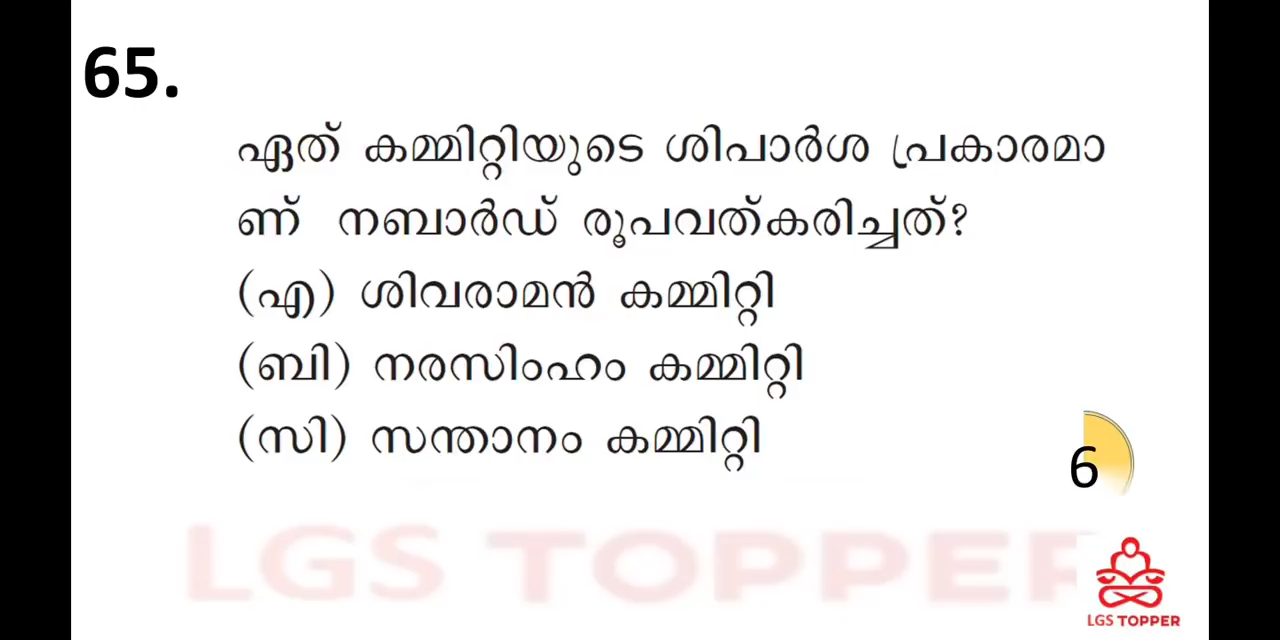 65.
ഏത് കമ്മിറ്റിയുടെ ശിപാർശ പ്രകാരമാ
ണ് നബാർഡ് രൂപവത്കരിച്ചത്?
(എ) ശിവരാമൻ കമ്മിറ്റി
(ബി) നരസിംഹം കമ്മിറ്റി
(സി) സന്താനം കമ്മിറ്റി
6
LGS TOPPER
LGS TOPPER